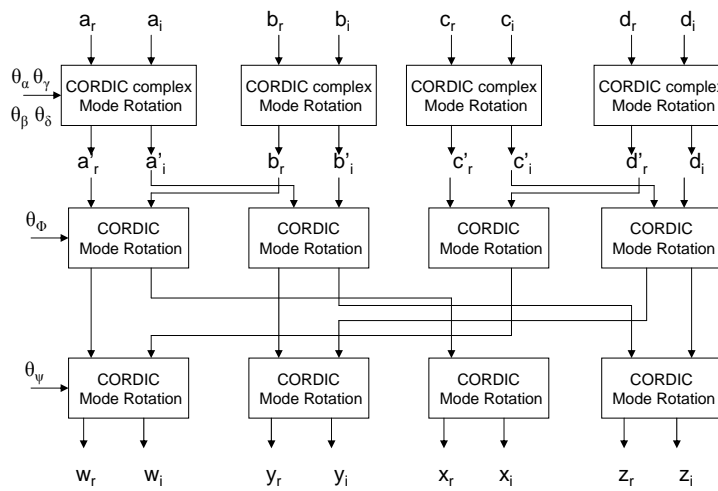 a_r a_i b_r b_i c_r c_i d_r d_i
θ_α θ_γ
θ_β θ_δ
CORDIC complex
Mode Rotation
CORDIC complex
Mode Rotation
CORDIC complex
Mode Rotation
CORDIC complex
Mode Rotation
a'_r a'_i b_r b'_i c'_r c'_i d'_r d_i
θ_Φ
CORDIC
Mode Rotation
CORDIC
Mode Rotation
CORDIC
Mode Rotation
CORDIC
Mode Rotation
θ_ψ
CORDIC
Mode Rotation
CORDIC
Mode Rotation
CORDIC
Mode Rotation
CORDIC
Mode Rotation
w_r w_i y_r y_i x_r x_i z_r z_i